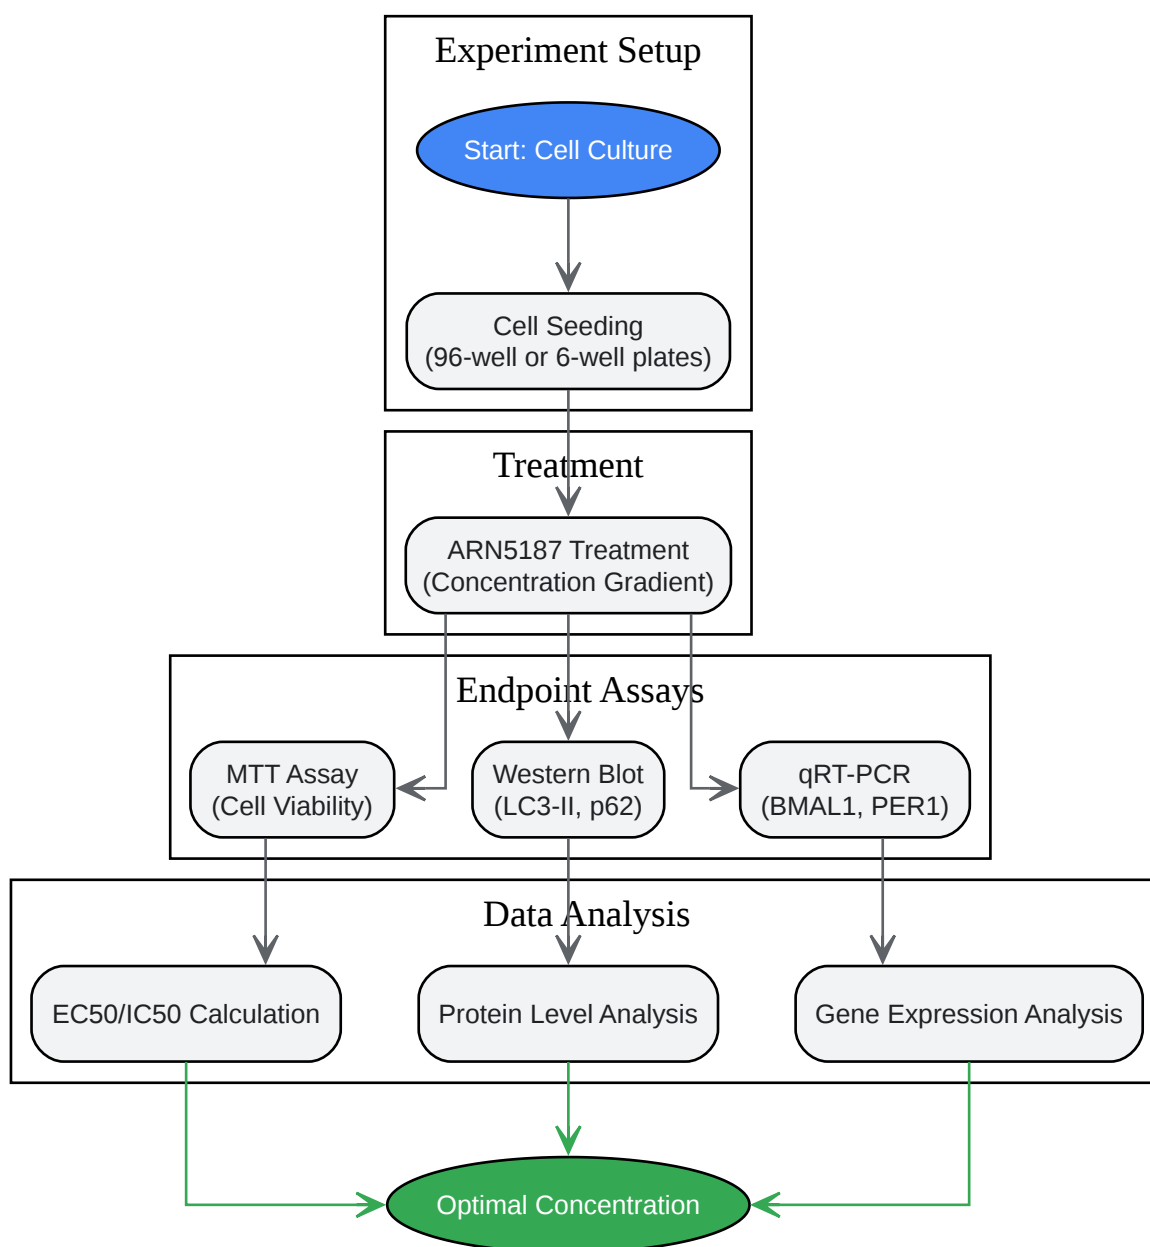 Experiment Setup
Start: Cell Culture
Cell Seeding
(96-well or 6-well plates)
Treatment
ARN5187 Treatment
(Concentration Gradient)
Endpoint Assays
MTT Assay
(Cell Viability)
Western Blot
(LC3-II, p62)
qRT-PCR
(BMAL1, PER1)
Data Analysis
EC50/IC50 Calculation
Protein Level Analysis
Gene Expression Analysis
Optimal Concentration